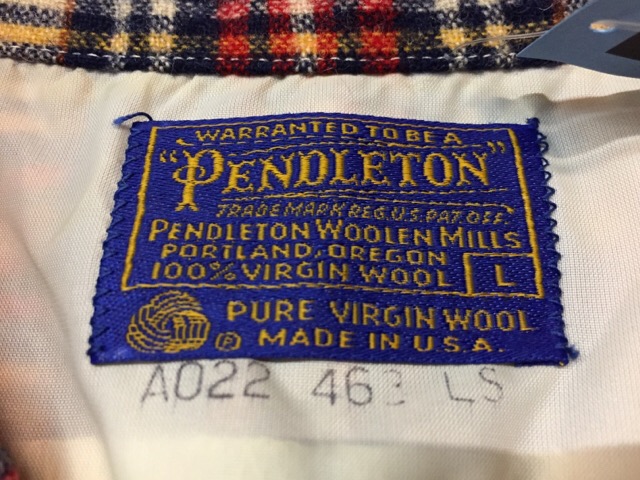 WARRANTED TO BE A
"PENDLETON"
TRADE MARK REG. U.S. PAT. OFF.
PENDLETON WOOLEN MILLS
PORTLAND, OREGON
100% VIRGIN WOOL L
PURE VIRGIN WOOL
® MADE IN U.S.A.
A022 LS